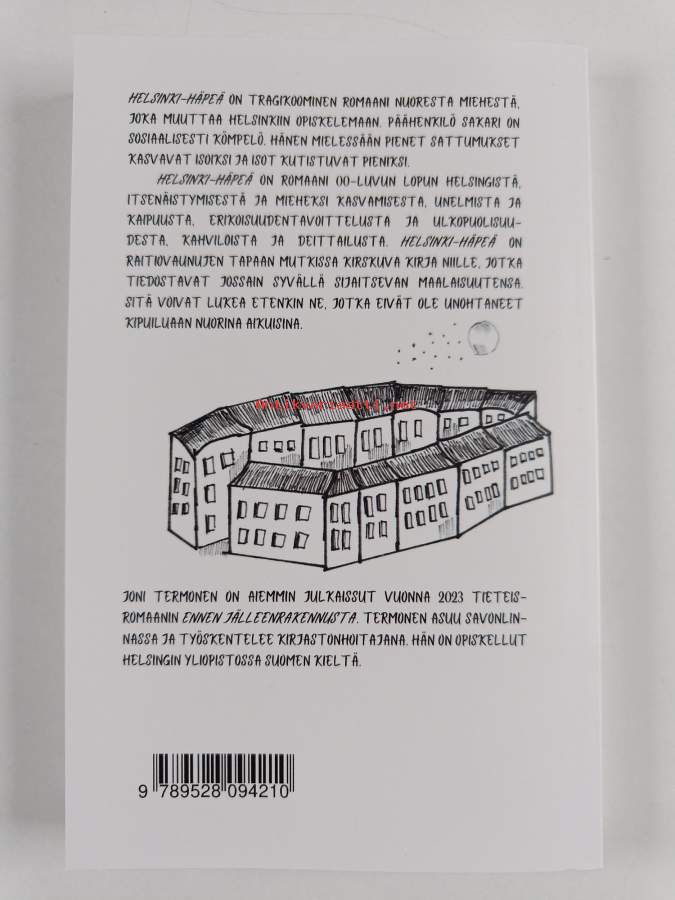 HELSINKI-HÄPEÄ ON TRAGIKOOMINEN ROMAANI NUORESTA MIEHESTÄ,
JOKA MUUTTAA HELSINKIIN OPISKELEMAAN. PÄÄHENKILÖ SAKARI ON
SOSIAALISESTI KÖMPELÖ. HÄNEN MIELESSÄÄN PIENET SATTUMUKSET
KASVAVAT ISOIKSI JA ISOT KUTISTUVAT PIENIKSI.
HELSINKI-HÄPEÄ ON ROMAANI 00-LUVUN LOPUN HELSINGISTÄ,
ITSENÄISTYMISESTÄ JA MIEHEKSI KASVAMISESTA, UNELMISTA JA
KAIPUUSTA, ERIKOISUUDENTAVOITTELUSTA JA ULKOPUOLISUU-
DESTA, KAHVILOISTA JA DEITTAILUSTA. HELSINKI-HÄPEÄ ON
RAITIOVAUNUJEN TAPAAN MUTKISSA KIRSKUVA KIRJA NIILLE, JOTKA
TIEDOSTAVAT JOSSAIN SYVÄLLÄ SIJAITSEVAN MAALAISUUTENSA.
SITÄ VOIVAT LUKEA ETENKIN NE, JOTKA EIVÄT OLE UNOHTANEET
KIPUILUAAN NUORINA AIKUISINA.
Antikvariaatti.net
JONI TERMONEN ON AIEMMIN JULKAISSUT VUONNA 2023 TIETEIS-
ROMAANIN ENNEN JÄLLEENRAKENNUSTA. TERMONEN ASUU SAVONLIN-
NASSA JA TYÖSKENTELEE KIRJASTONHOITAJANA. HÄN ON OPISKELLUT
HELSINGIN YLIOPISTOSSA SUOMEN KIELTÄ.
9 789528 094210